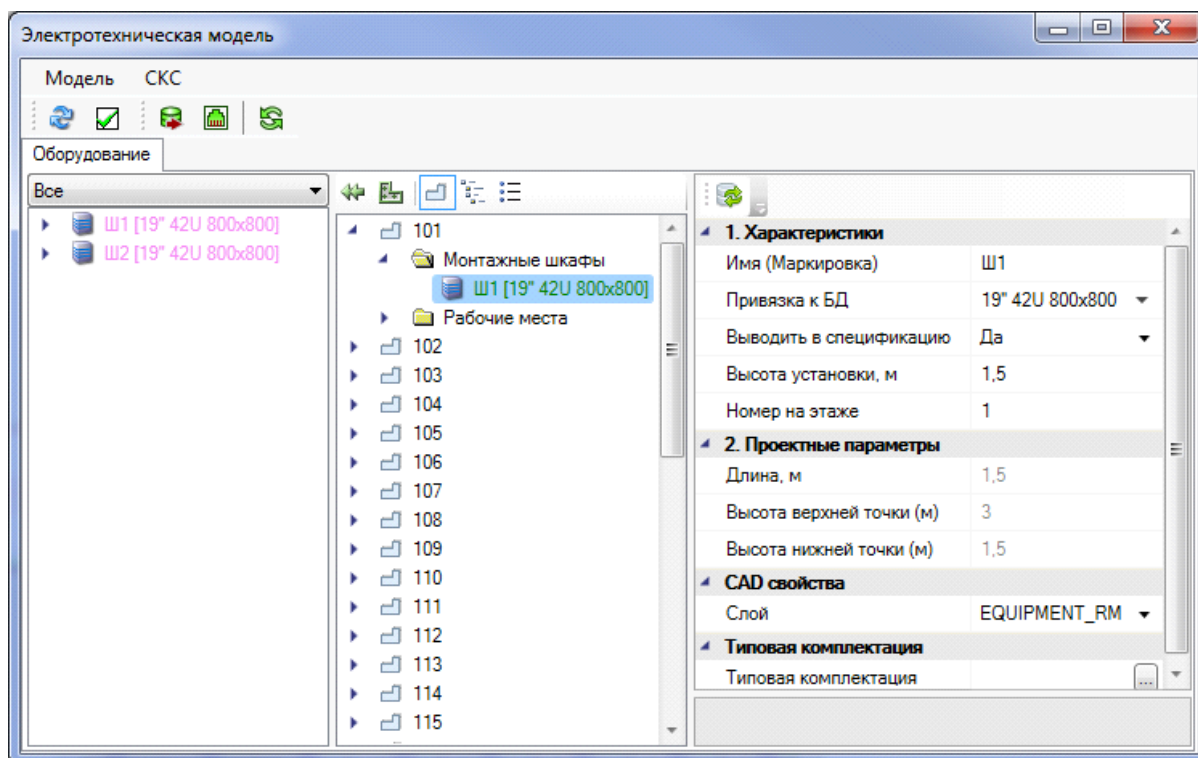 Электротехническая модель
Модель СКС
Оборудование
Все
Ш1 [19" 42U 800x800]
Ш2 [19" 42U 800x800]
101
Монтажные шкафы
Ш1 [19" 42U 800x800]
Рабочие места
102
103
104
105
106
107
108
109
110
111
112
113
114
115
1. Характеристики
Имя (Маркировка) Ш1
Привязка к БД 19" 42U 800x800
Выводить в спецификацию Да
Высота установки, м 1,5
Номер на этаже 1
2. Проектные параметры
Длина, м 1,5
Высота верхней точки (м) 3
Высота нижней точки (м) 1,5
CAD свойства
Слой EQUIPMENT_RM
Типовая комплектация
Типовая комплектация ...